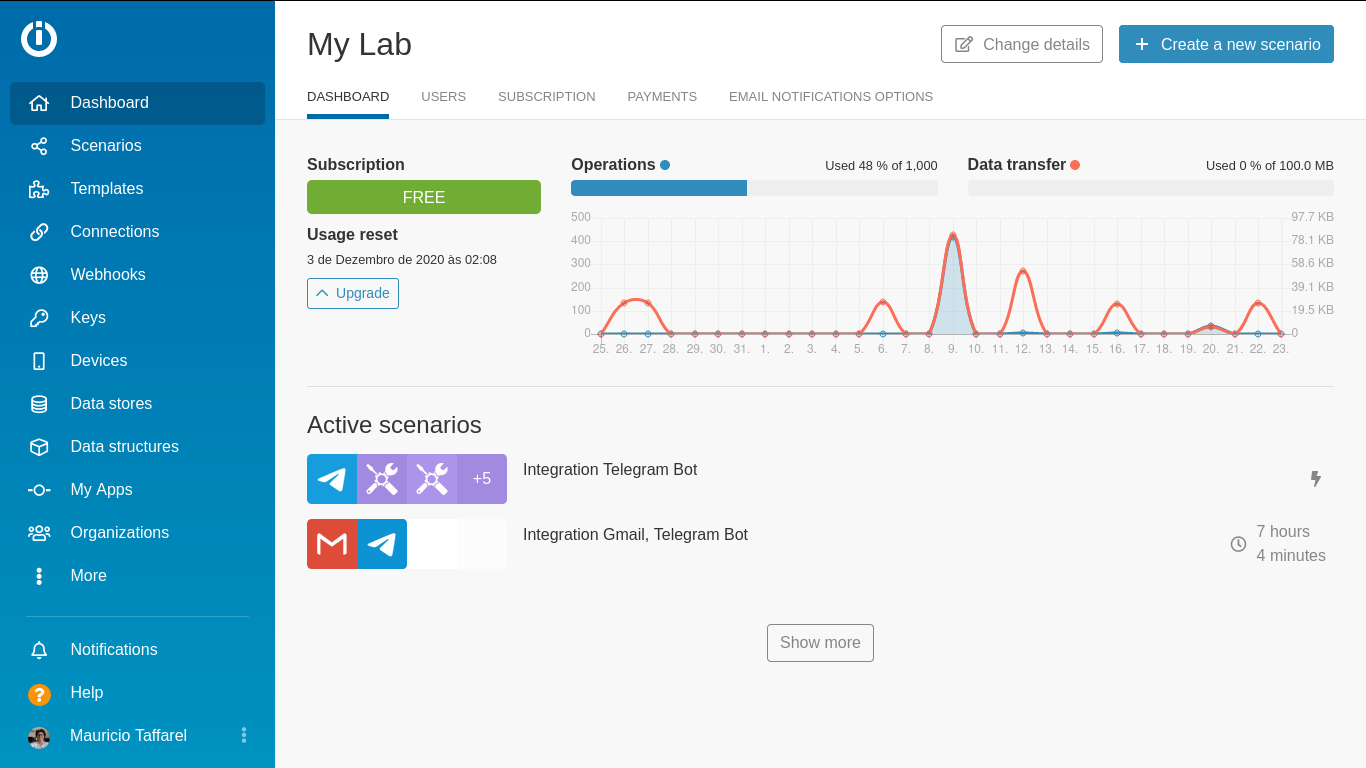 My Lab
Change details
Create a new scenario
Dashboard
Scenarios
Templates
Connections
Webhooks
Keys
Devices
Data stores
Data structures
My Apps
Organizations
More
Notifications
?
Help
Mauricio Taffarel
DASHBOARD USERS SUBSCRIPTION PAYMENTS EMAIL NOTIFICATIONS OPTIONS
Subscription
FREE
Usage reset
3 de Dezembro de 2020 às 02:08
Upgrade
Operations Used 48 % of 1,000
Data transfer Used 0 % of 100.0 MB
500 97.7 KB
400 78.1 KB
300 58.6 KB
200 39.1 KB
100 19.5 KB
0 0
25. 26. 27. 28. 29. 30. 31. 1. 2. 3. 4. 5. 6. 7. 8. 9. 10. 11. 12. 13. 14. 15. 16. 17. 18. 19. 20. 21. 22. 23.
Active scenarios
+5
Integration Telegram Bot
Integration Gmail, Telegram Bot
7 hours
4 minutes
Show more